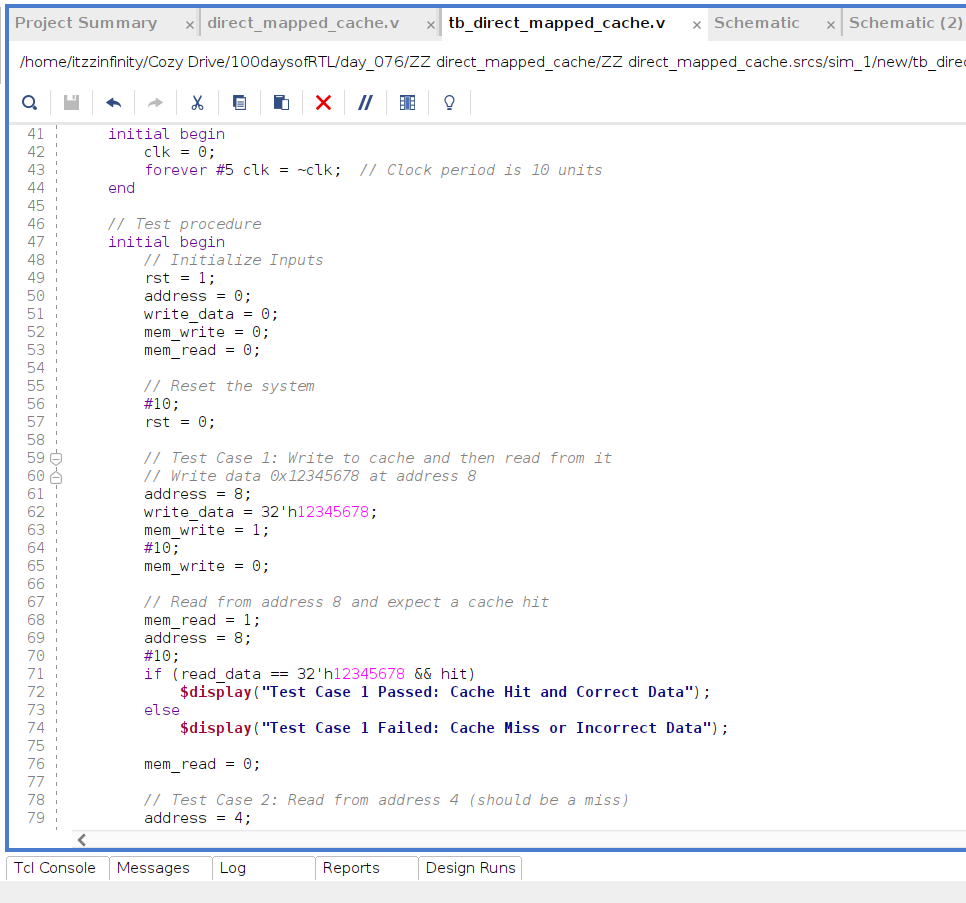 Project Summary × direct_mapped_cache.v × tb_direct_mapped_cache.v × Schematic × Schematic (2)
/home/itzzinfinity/Cozy Drive/100daysofRTL/day_076/ZZ direct_mapped_cache/ZZ direct_mapped_cache.srcs/sim_1/new/tb_direc
41 initial begin
42 clk = 0;
43 forever #5 clk = ~clk; // Clock period is 10 units
44 end
45
46 // Test procedure
47 initial begin
48 // Initialize Inputs
49 rst = 1;
50 address = 0;
51 write_data = 0;
52 mem_write = 0;
53 mem_read = 0;
54
55 // Reset the system
56 #10;
57 rst = 0;
58
59 // Test Case 1: Write to cache and then read from it
60 // Write data 0x12345678 at address 8
61 address = 8;
62 write_data = 32'h12345678;
63 mem_write = 1;
64 #10;
65 mem_write = 0;
66
67 // Read from address 8 and expect a cache hit
68 mem_read = 1;
69 address = 8;
70 #10;
71 if (read_data == 32'h12345678 && hit)
72 $display("Test Case 1 Passed: Cache Hit and Correct Data");
73 else
74 $display("Test Case 1 Failed: Cache Miss or Incorrect Data");
75
76 mem_read = 0;
77
78 // Test Case 2: Read from address 4 (should be a miss)
79 address = 4;
Tcl Console Messages Log Reports Design Runs